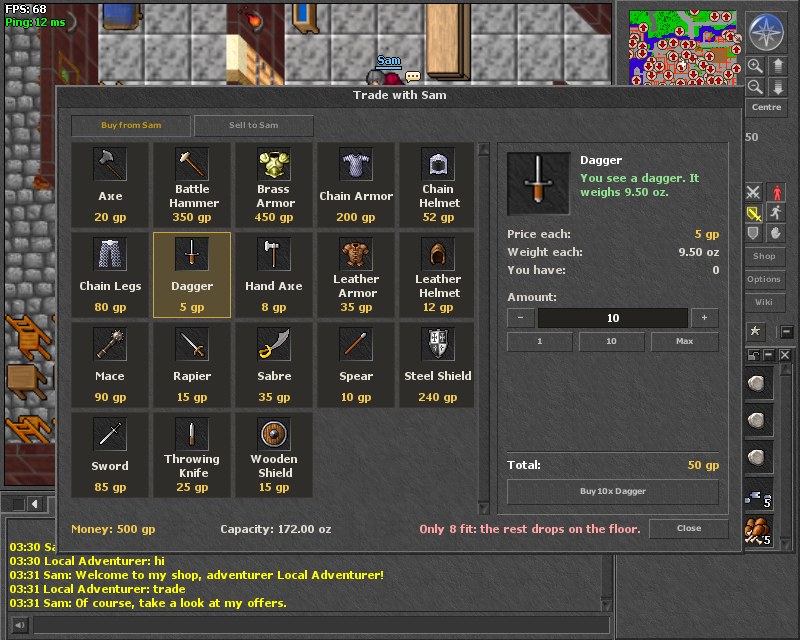 FPS: 68
Ping: 12 ms
Sam
Trade with Sam
Centre
50
Buy from Sam
Sell to Sam
Axe
20 gp
Battle Hammer
350 gp
Brass Armor
450 gp
Chain Armor
200 gp
Chain Helmet
52 gp
Chain Legs
80 gp
Dagger
5 gp
Hand Axe
8 gp
Leather Armor
35 gp
Leather Helmet
12 gp
Mace
90 gp
Rapier
15 gp
Sabre
35 gp
Spear
10 gp
Steel Shield
240 gp
Sword
85 gp
Throwing Knife
25 gp
Wooden Shield
15 gp
Dagger
You see a dagger. It
weighs 9.50 oz.
Price each: 5 gp
Weight each: 9.50 oz
You have: 0
Amount:
− 10 +
1 10 Max
Total: 50 gp
Buy 10x Dagger
Money: 500 gp
Capacity: 172.00 oz
Only 8 fit: the rest drops on the floor.
Close
Shop
Options
Wiki
5
5
03:30 Sa
03:30 Local Adventurer: hi
03:31 Sam: Welcome to my shop, adventurer Local Adventurer!
03:31 Local Adventurer: trade
03:31 Sam: Of course, take a look at my offers.